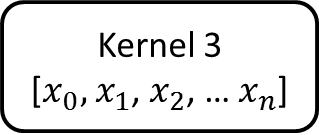 Kernel 3
[x₀, x₁, x₂, ... xₙ]